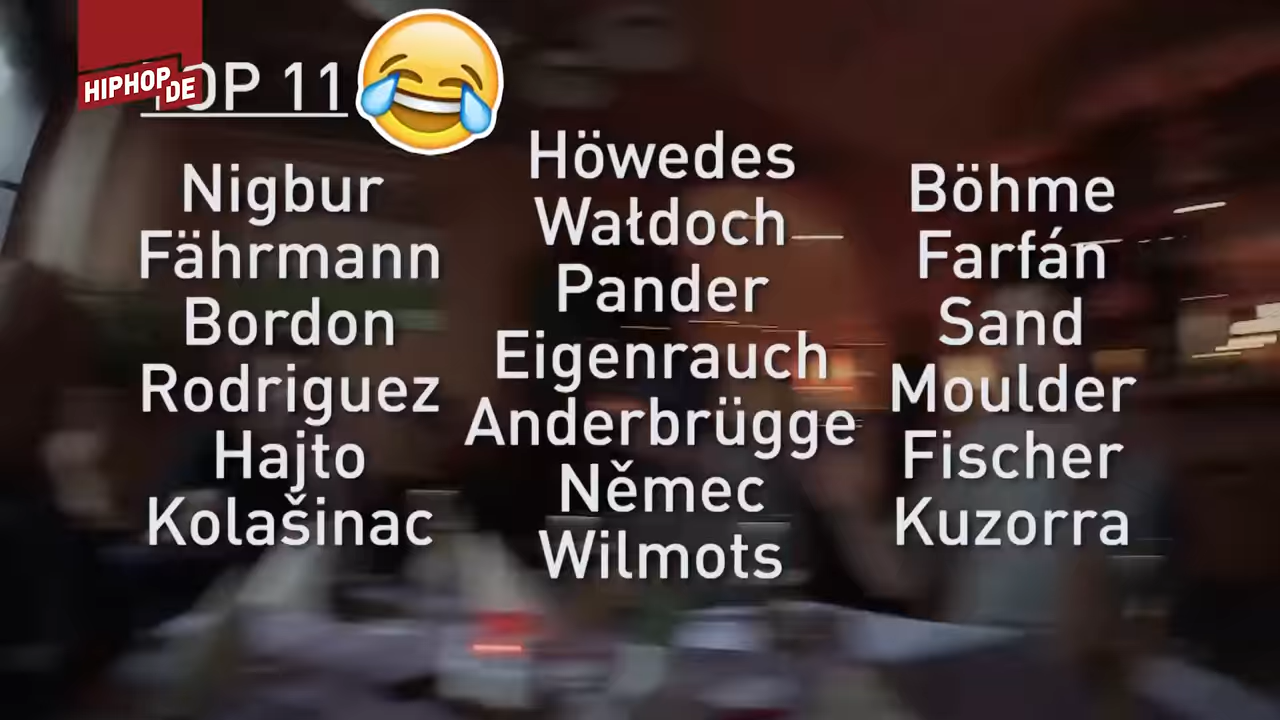 HIPHOP.DE
TOP 11
Nigbur
Fährmann
Bordon
Rodriguez
Hajto
Kolašinac
Höwedes
Wałdoch
Pander
Eigenrauch
Anderbrügge
Němec
Wilmots
Böhme
Farfán
Sand
Moulder
Fischer
Kuzorra